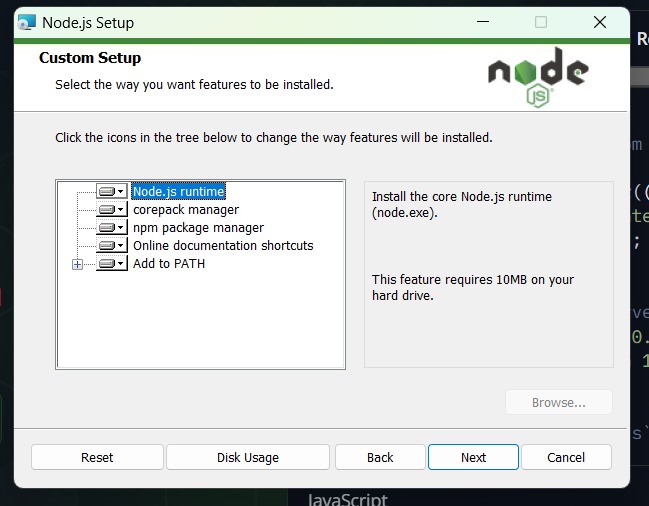 Node.js Setup
Custom Setup
Select the way you want features to be installed.
node
JS
Click the icons in the tree below to change the way features will be installed.
Node.js runtime
corepack manager
npm package manager
Online documentation shortcuts
Add to PATH
Install the core Node.js runtime
(node.exe).
This feature requires 10MB on your
hard drive.
Browse...
Reset
Disk Usage
Back
Next
Cancel
JavaScript